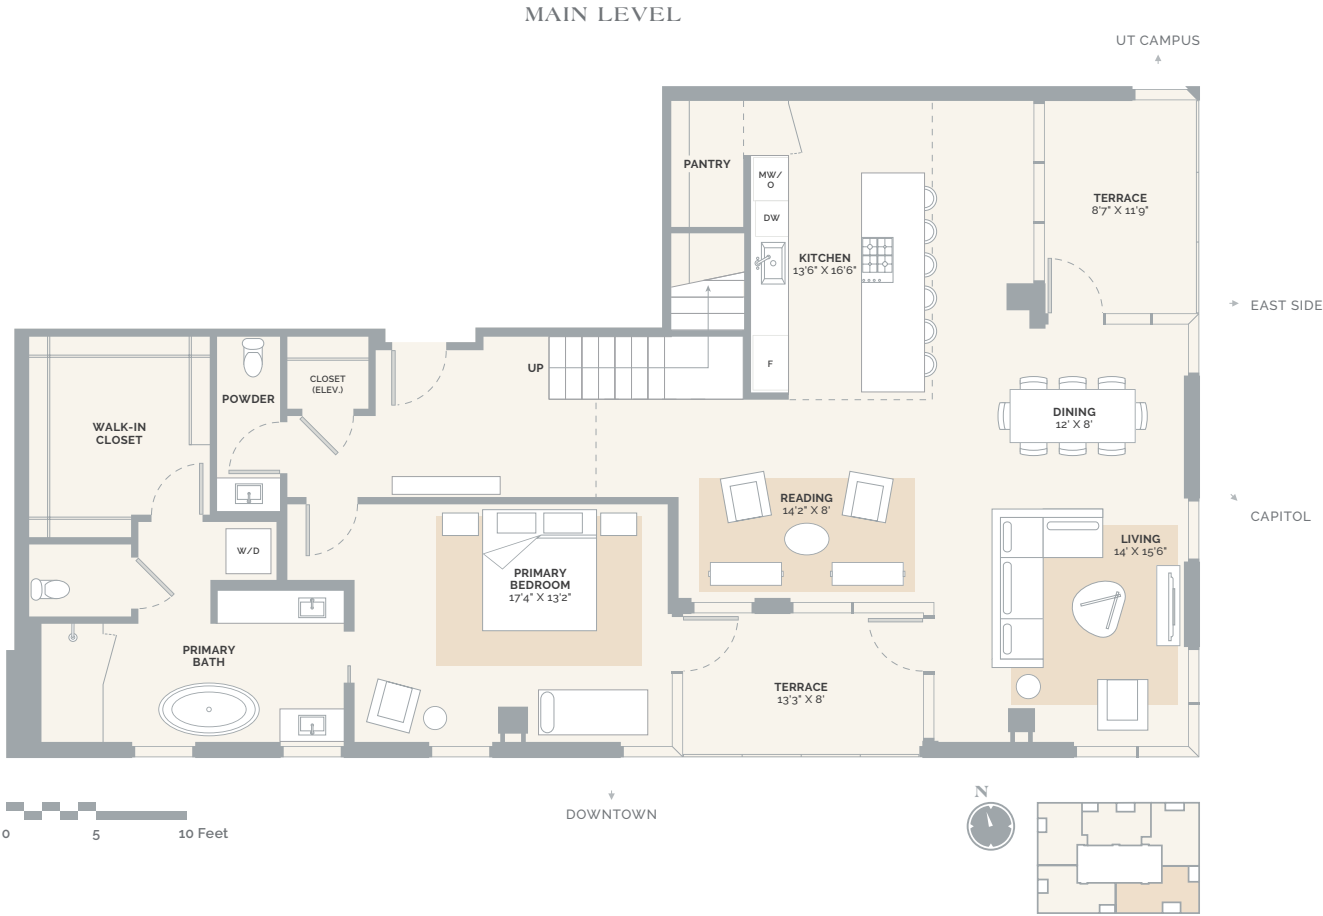 MAIN LEVEL
UT CAMPUS
PANTRY
MW/
O
DW
TERRACE
8'7" X 11'9"
KITCHEN
13'6" X 16'6"
EAST SIDE
UP
F
CLOSET
(ELEV.)
POWDER
DINING
12' X 8'
WALK-IN
CLOSET
READING
14'2" X 8'
CAPITOL
LIVING
14' X 15'6"
W/D
PRIMARY
BEDROOM
17'4" X 13'2"
PRIMARY
BATH
TERRACE
13'3" X 8'
N
DOWNTOWN
0
5
10 Feet